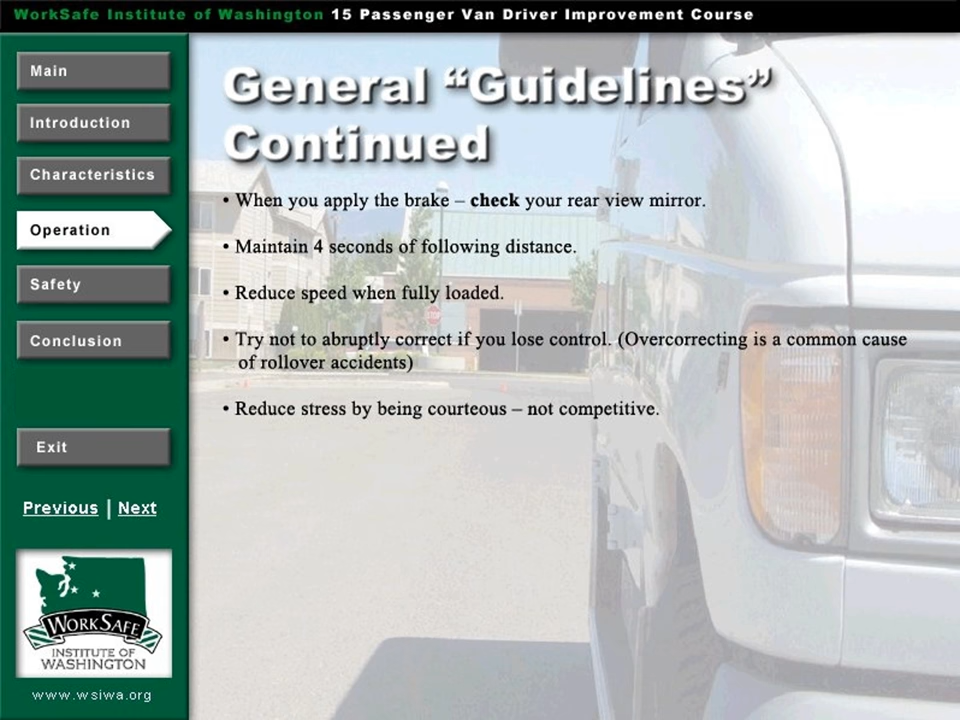 WorkSafe Institute of Washington 15 Passenger Van Driver Improvement Course
Main
Introduction
Characteristics
Operation
Safety
Conclusion
Exit
Previous | Next
WORKSAFE
INSTITUTE OF
WASHINGTON
www.wsiwa.org
General “Guidelines”
Continued
• When you apply the brake – check your rear view mirror.
• Maintain 4 seconds of following distance.
• Reduce speed when fully loaded.
• Try not to abruptly correct if you lose control. (Overcorrecting is a common cause
of rollover accidents)
• Reduce stress by being courteous – not competitive.
STOP